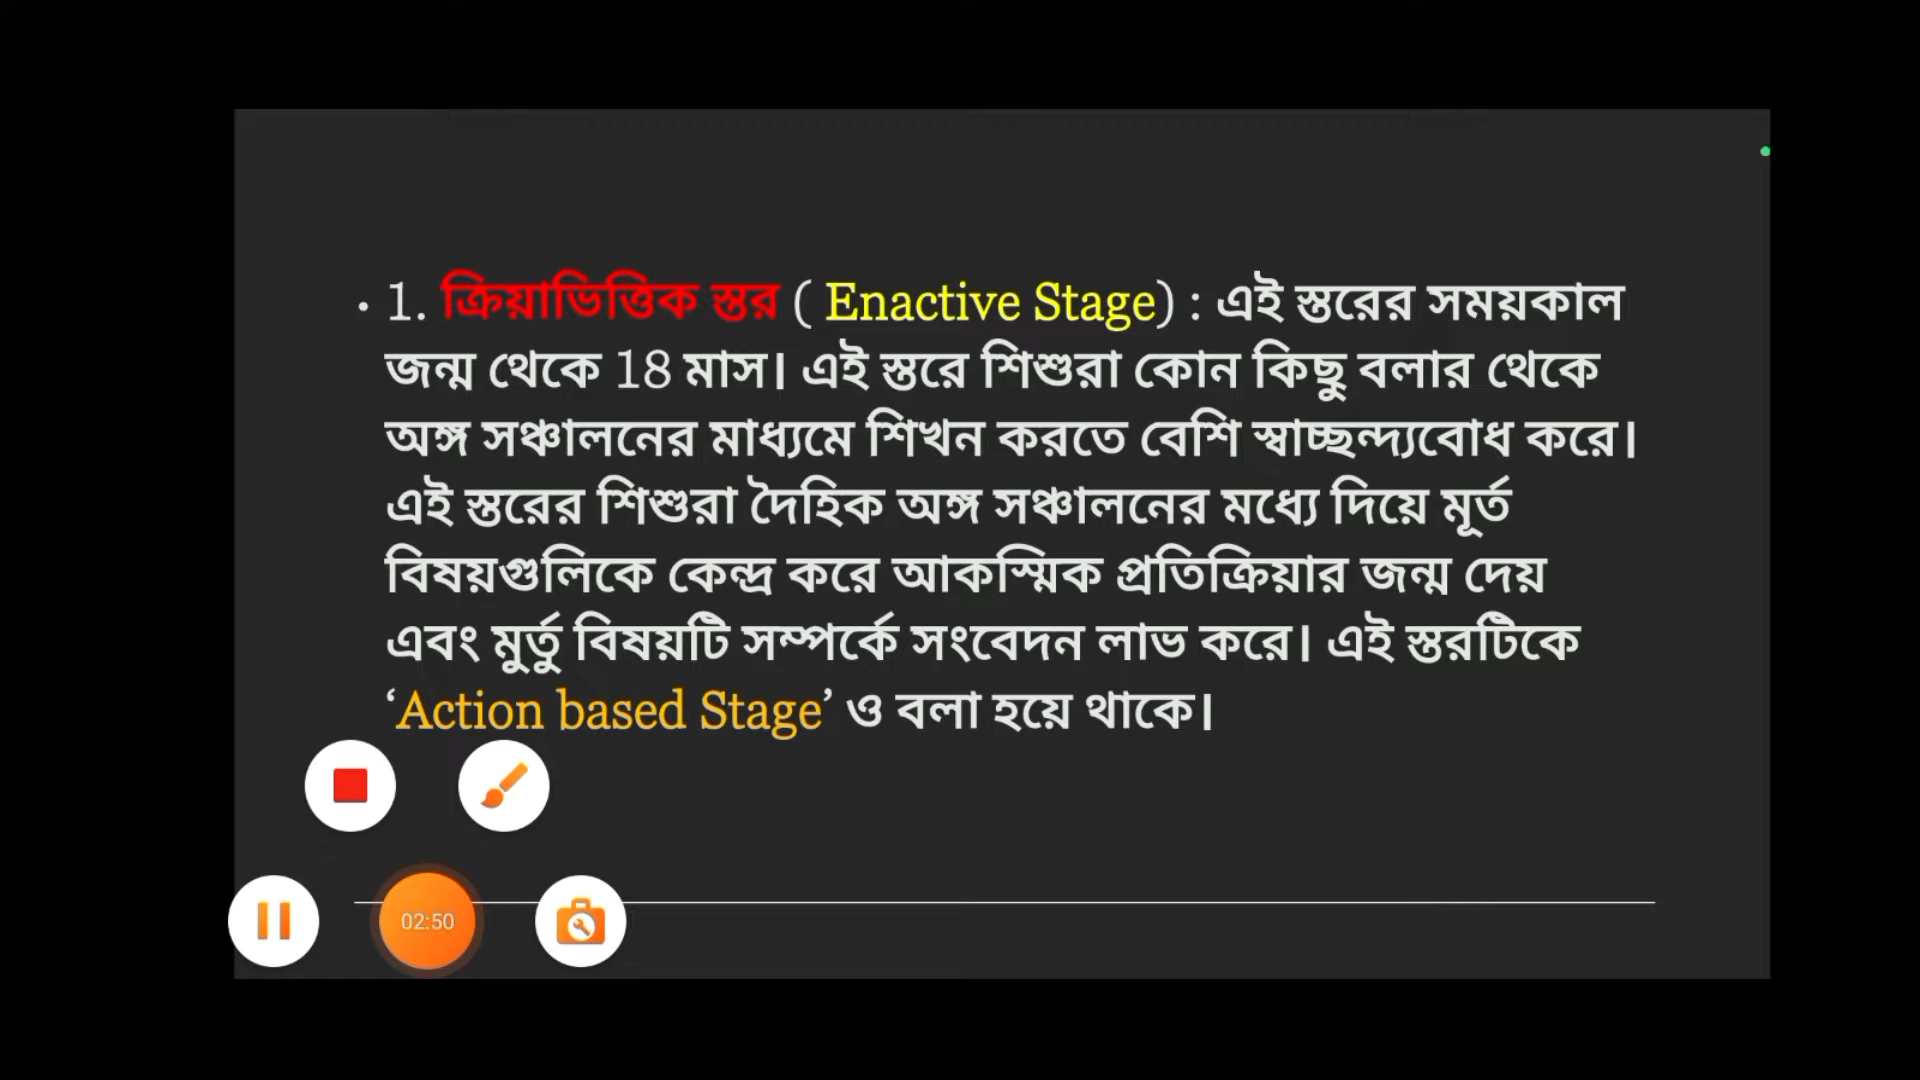 • 1. ক্রিয়াভিত্তিক স্তর ( Enactive Stage) : এই স্তরের সময়কাল
জন্ম থেকে 18 মাস। এই স্তরে শিশুরা কোন কিছু বলার থেকে
অঙ্গ সঞ্চালনের মাধ্যমে শিখন করতে বেশি স্বাচ্ছন্দ্যবোধ করে।
এই স্তরের শিশুরা দৈহিক অঙ্গ সঞ্চালনের মধ্যে দিয়ে মূর্ত
বিষয়গুলিকে কেন্দ্র করে আকস্মিক প্রতিক্রিয়ার জন্ম দেয়
এবং মুর্তু বিষয়টি সম্পর্কে সংবেদন লাভ করে। এই স্তরটিকে
‘Action based Stage’ ও বলা হয়ে থাকে।
02:50